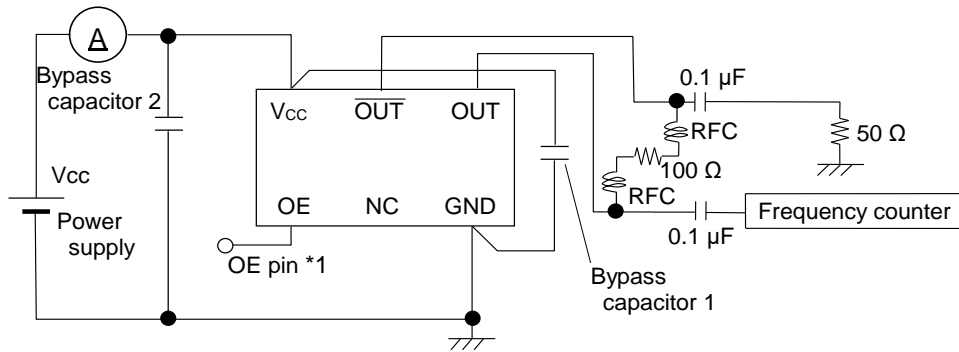 A
Bypass
capacitor 2
Vcc
Power
supply
VCC
OUT
OUT
OE
NC
GND
OE pin *1
0.1 µF
RFC
100 Ω
RFC
50 Ω
Frequency counter
0.1 µF
Bypass
capacitor 1